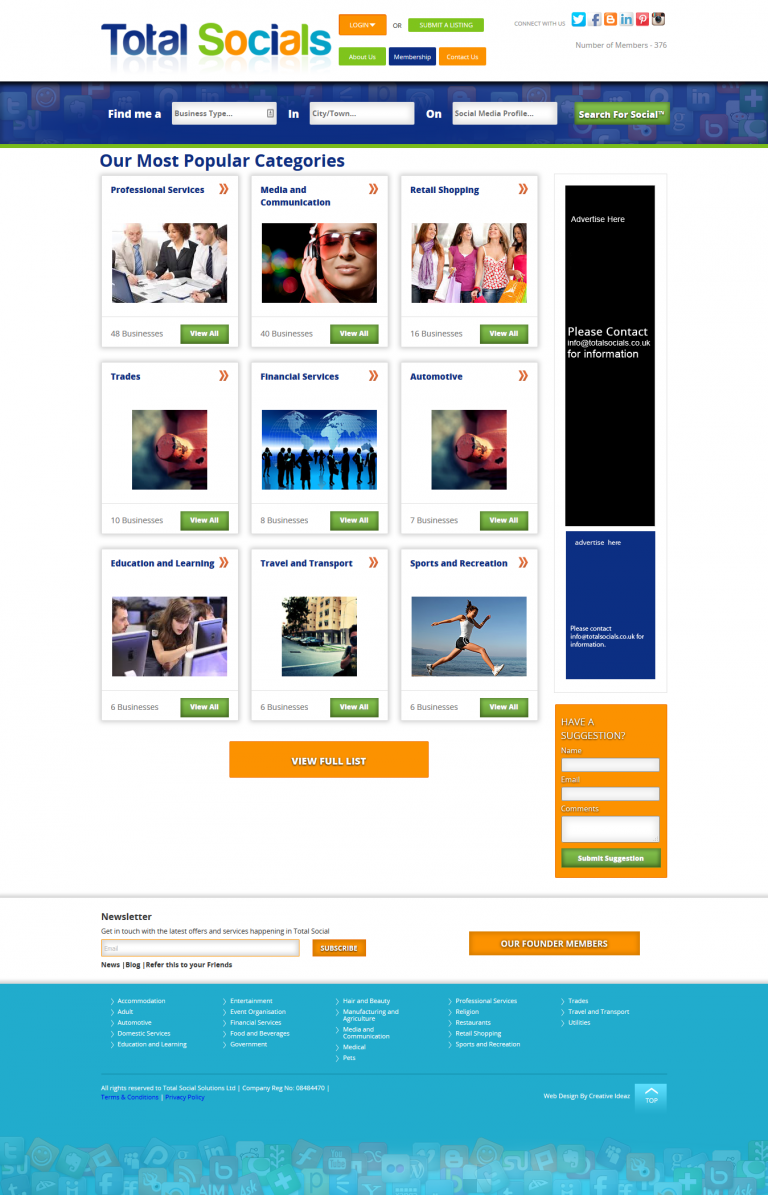 Total Socials
LOGIN
OR
SUBMIT A LISTING
CONNECT WITH US
Number of Members - 376
About Us
Membership
Contact Us
Find me a
Business Type...
In
City/Town...
On
Social Media Profile...
Search For Social™
Our Most Popular Categories
Professional Services
Media and
Communication
Retail Shopping
48 Businesses
View All
40 Businesses
View All
16 Businesses
View All
Trades
Financial Services
Automotive
10 Businesses
View All
8 Businesses
View All
7 Businesses
View All
Education and Learning
Travel and Transport
Sports and Recreation
6 Businesses
View All
6 Businesses
View All
6 Businesses
View All
VIEW FULL LIST
Advertise Here
Please Contact
info@totalsocials.co.uk
for information
advertise here
Please contact
info@totalsocials.co.uk for
information.
HAVE A
SUGGESTION?
Name
Email
Comments
Submit Suggestion
Newsletter
Get in touch with the latest offers and services happening in Total Social
Email
SUBSCRIBE
OUR FOUNDER MEMBERS
News |Blog |Refer this to your Friends
Accommodation
Adult
Automotive
Domestic Services
Education and Learning
Entertainment
Event Organisation
Financial Services
Food and Beverages
Government
Hair and Beauty
Manufacturing and
Agriculture
Media and
Communication
Medical
Pets
Professional Services
Religion
Restaurants
Retail Shopping
Sports and Recreation
Trades
Travel and Transport
Utilities
All rights reserved to Total Social Solutions Ltd | Company Reg No: 08484470 |
Terms & Conditions | Privacy Policy
Web Design By Creative Ideaz
TOP